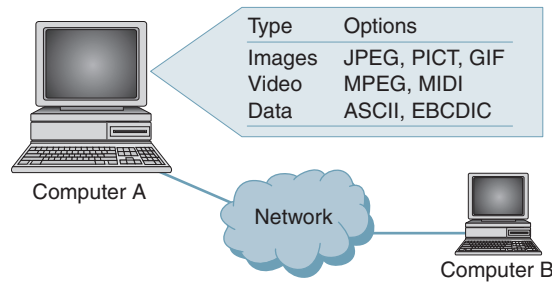 Type Options
Images JPEG, PICT, GIF
Video MPEG, MIDI
Data ASCII, EBCDIC
Computer A
Network
Computer B